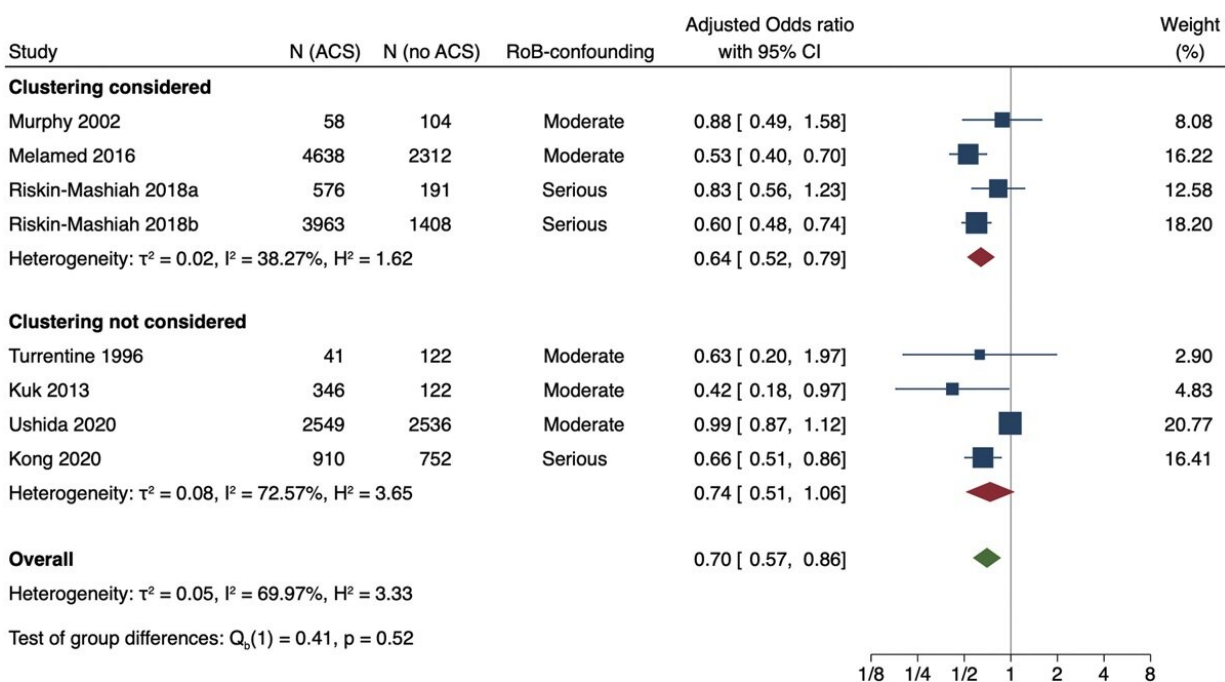 Study N (ACS) N (no ACS) RoB-confounding Adjusted Odds ratio with 95% CI Weight (%)
Clustering considered
Murphy 2002 58 104 Moderate 0.88 [ 0.49, 1.58] 8.08
Melamed 2016 4638 2312 Moderate 0.53 [ 0.40, 0.70] 16.22
Riskin-Mashiah 2018a 576 191 Serious 0.83 [ 0.56, 1.23] 12.58
Riskin-Mashiah 2018b 3963 1408 Serious 0.60 [ 0.48, 0.74] 18.20
Heterogeneity: τ² = 0.02, I² = 38.27%, H² = 1.62 0.64 [ 0.52, 0.79]
Clustering not considered
Turrentine 1996 41 122 Moderate 0.63 [ 0.20, 1.97] 2.90
Kuk 2013 346 122 Moderate 0.42 [ 0.18, 0.97] 4.83
Ushida 2020 2549 2536 Moderate 0.99 [ 0.87, 1.12] 20.77
Kong 2020 910 752 Serious 0.66 [ 0.51, 0.86] 16.41
Heterogeneity: τ² = 0.08, I² = 72.57%, H² = 3.65 0.74 [ 0.51, 1.06]
Overall 0.70 [ 0.57, 0.86]
Heterogeneity: τ² = 0.05, I² = 69.97%, H² = 3.33
Test of group differences: Q_b(1) = 0.41, p = 0.52
1/8 1/4 1/2 1 2 4 8